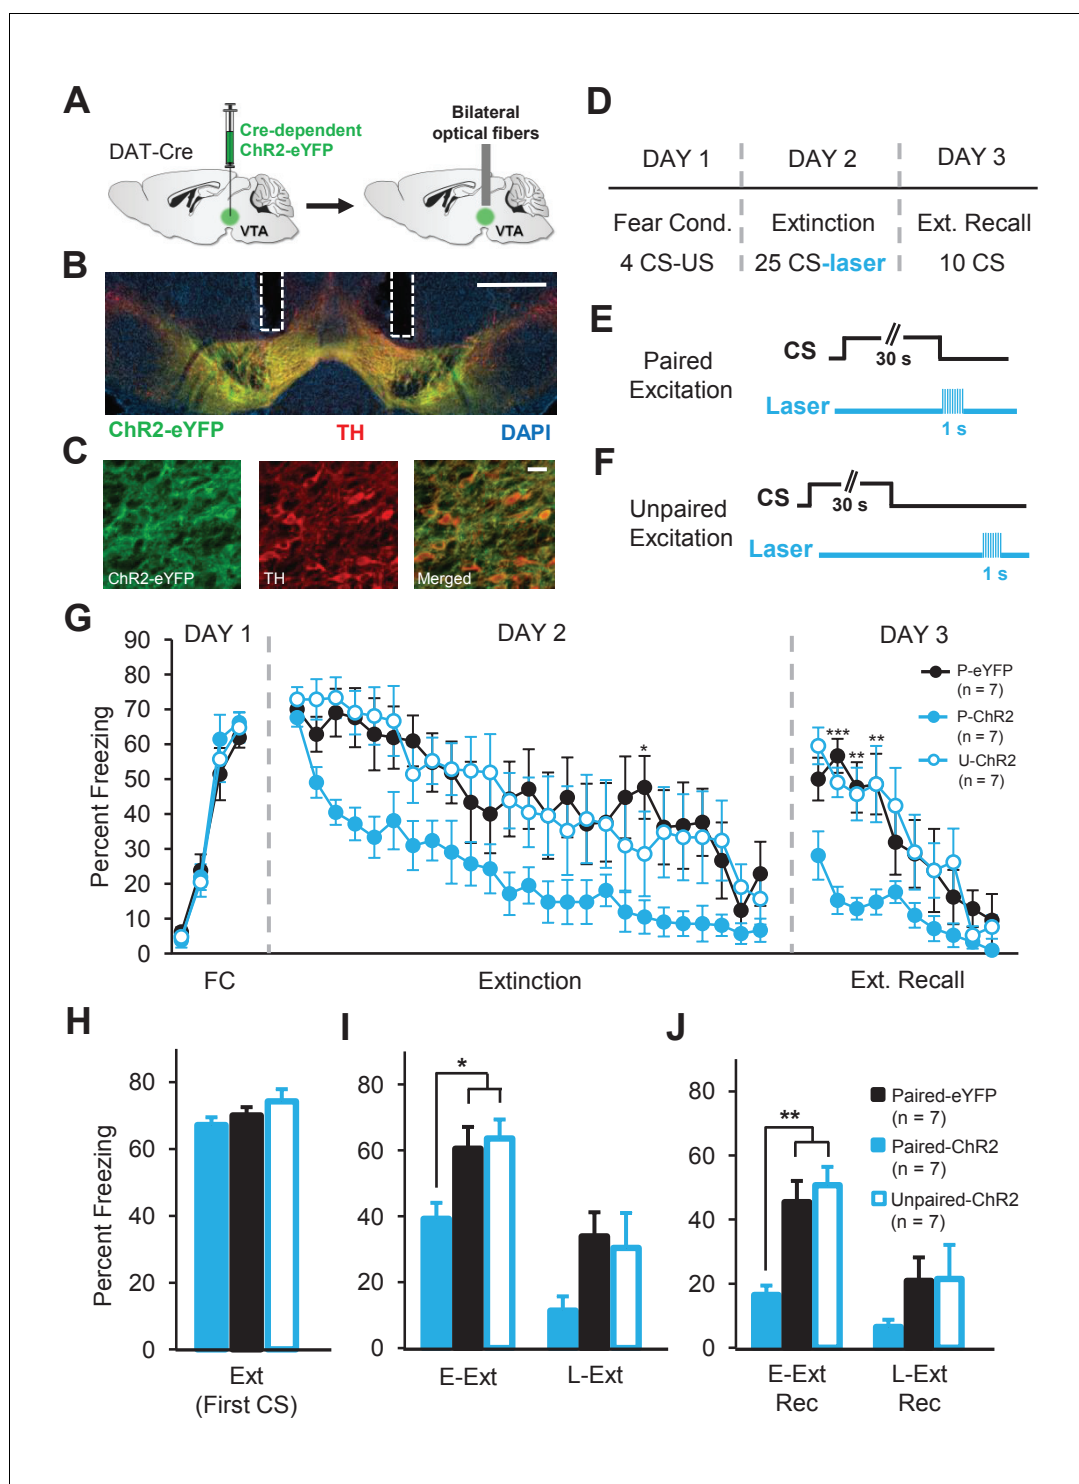 A
DAT-Cre
Cre-dependent
ChR2-eYFP
VTA
Bilateral
optical fibers
VTA
B
ChR2-eYFP
TH
DAPI
C
ChR2-eYFP
TH
Merged
D
DAY 1
DAY 2
DAY 3
Fear Cond.
Extinction
Ext. Recall
4 CS-US
25 CS-laser
10 CS
E
Paired
Excitation
CS
30 s
Laser
1 s
F
Unpaired
Excitation
CS
30 s
Laser
1 s
G
DAY 1
DAY 2
DAY 3
Percent Freezing
90
80
70
60
50
40
30
20
10
0
*
***
**
**
P-eYFP
(n = 7)
P-ChR2
(n = 7)
U-ChR2
(n = 7)
FC
Extinction
Ext. Recall
H
Percent Freezing
80
60
40
20
0
Ext
(First CS)
I
80
60
40
20
0
*
E-Ext
L-Ext
J
80
60
40
20
0
**
E-Ext
Rec
L-Ext
Rec
Paired-eYFP
(n = 7)
Paired-ChR2
(n = 7)
Unpaired-ChR2
(n = 7)